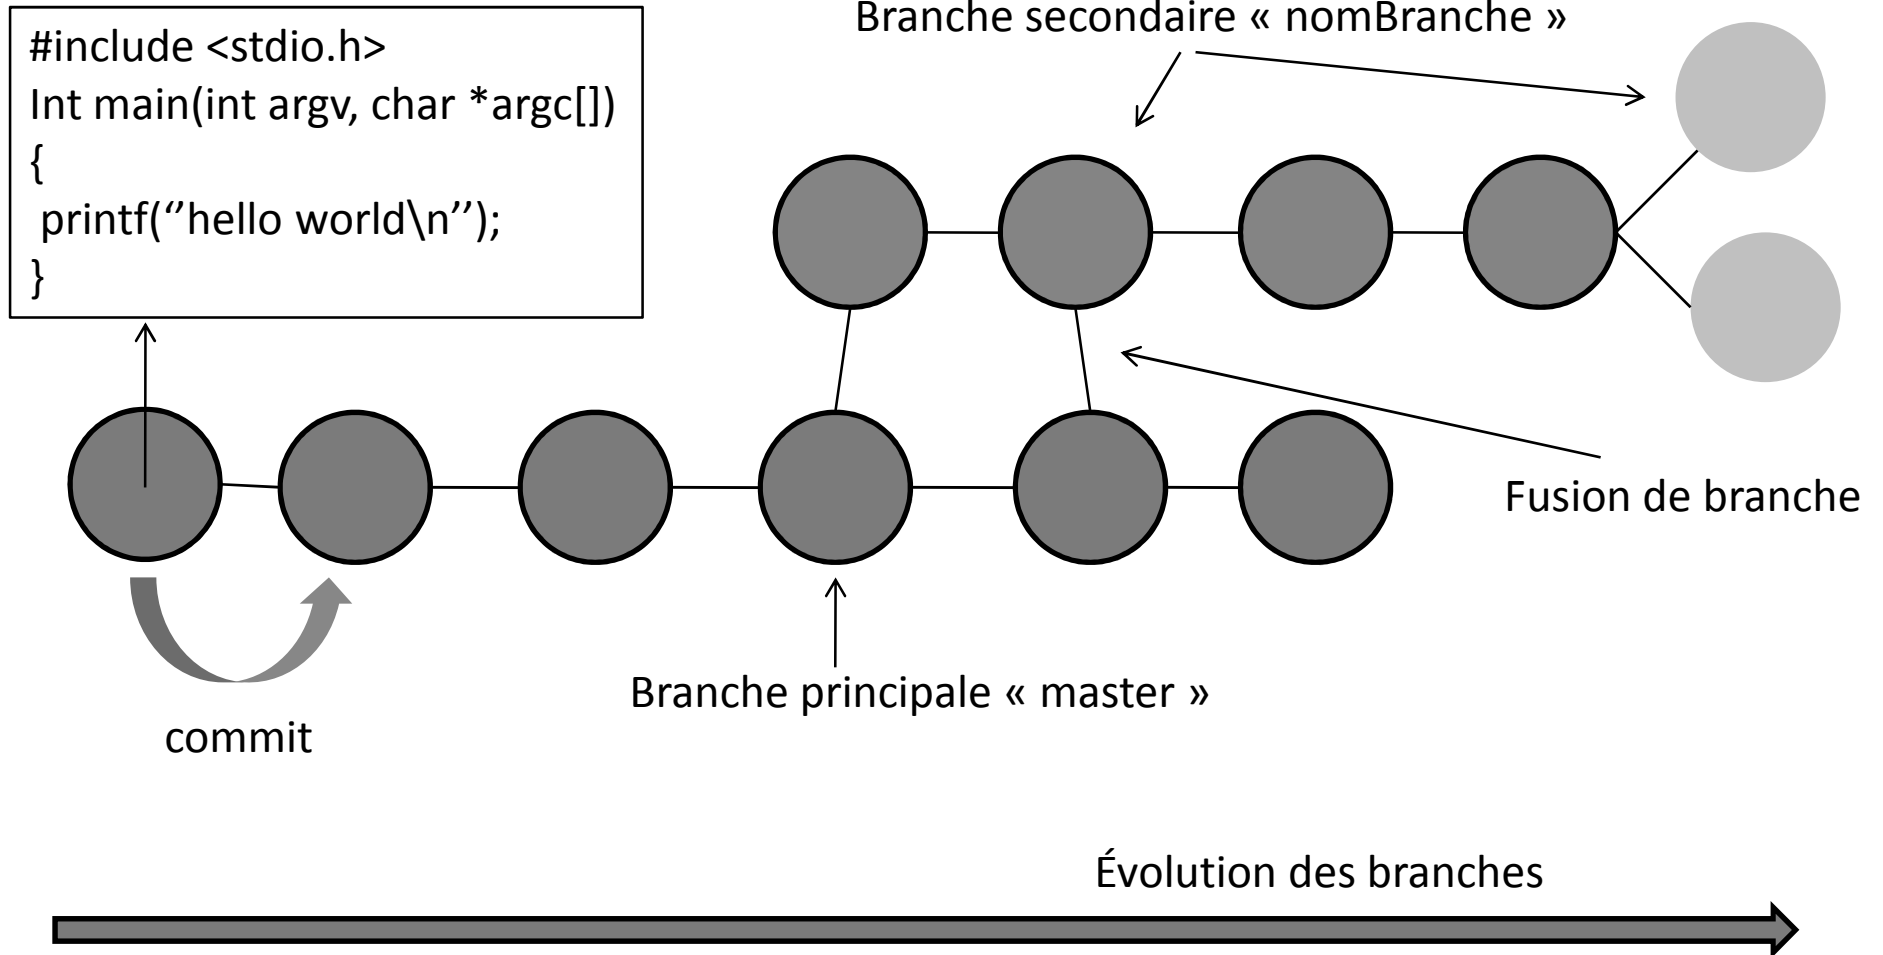 #include <stdio.h>
Int main(int argv, char *argc[])
{
printf(‘’hello world\n’’);
}
Branche secondaire « nomBranche »
Fusion de branche
Branche principale « master »
commit
Évolution des branches